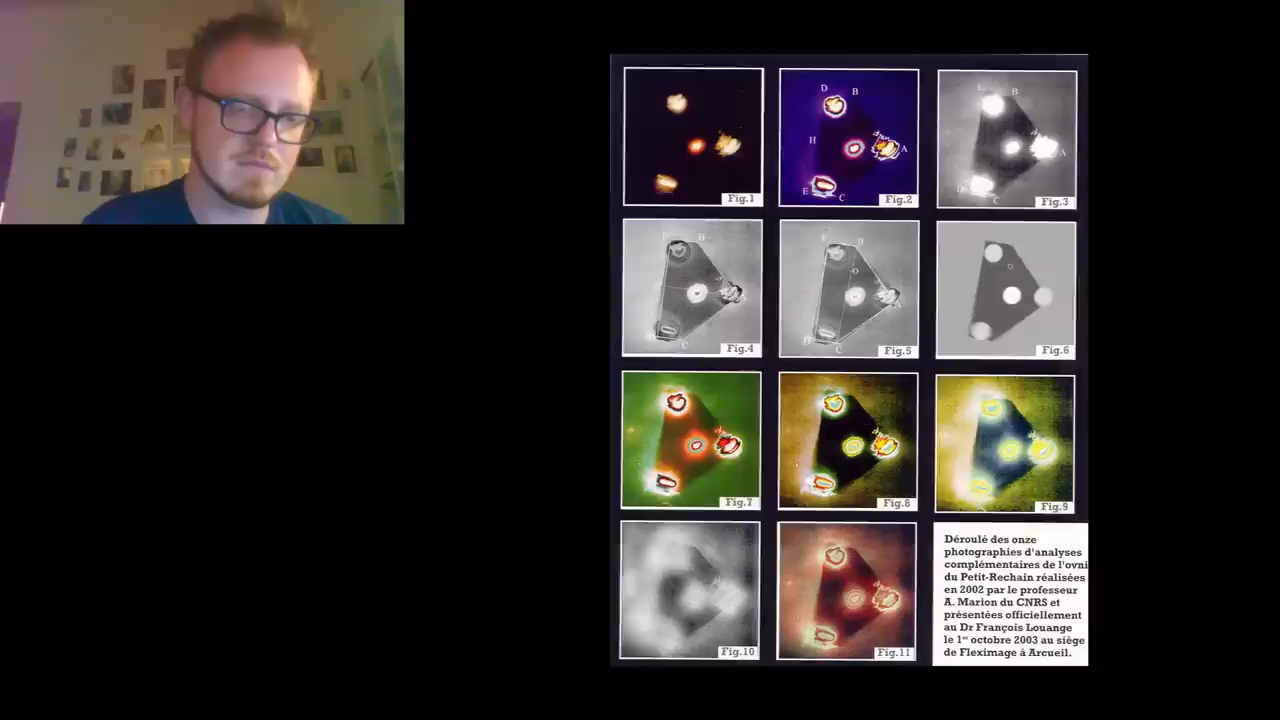 Fig.1
D B
H
A
E
C
Fig.2
B
A
D
C
Fig.3
B
C
Fig.4
B
O
C
Fig.5
Fig.6
Fig.7
Fig.8
Fig.9
Fig.10
Fig.11
Déroulé des onze
photographies d'analyses
complémentaires de l'ovni
du Petit-Rechain réalisées
en 2002 par le professeur
A. Marion du CNRS et
présentées officiellement
au Dr François Louange
le 1er octobre 2003 au siège
de Fleximage à Arcueil.